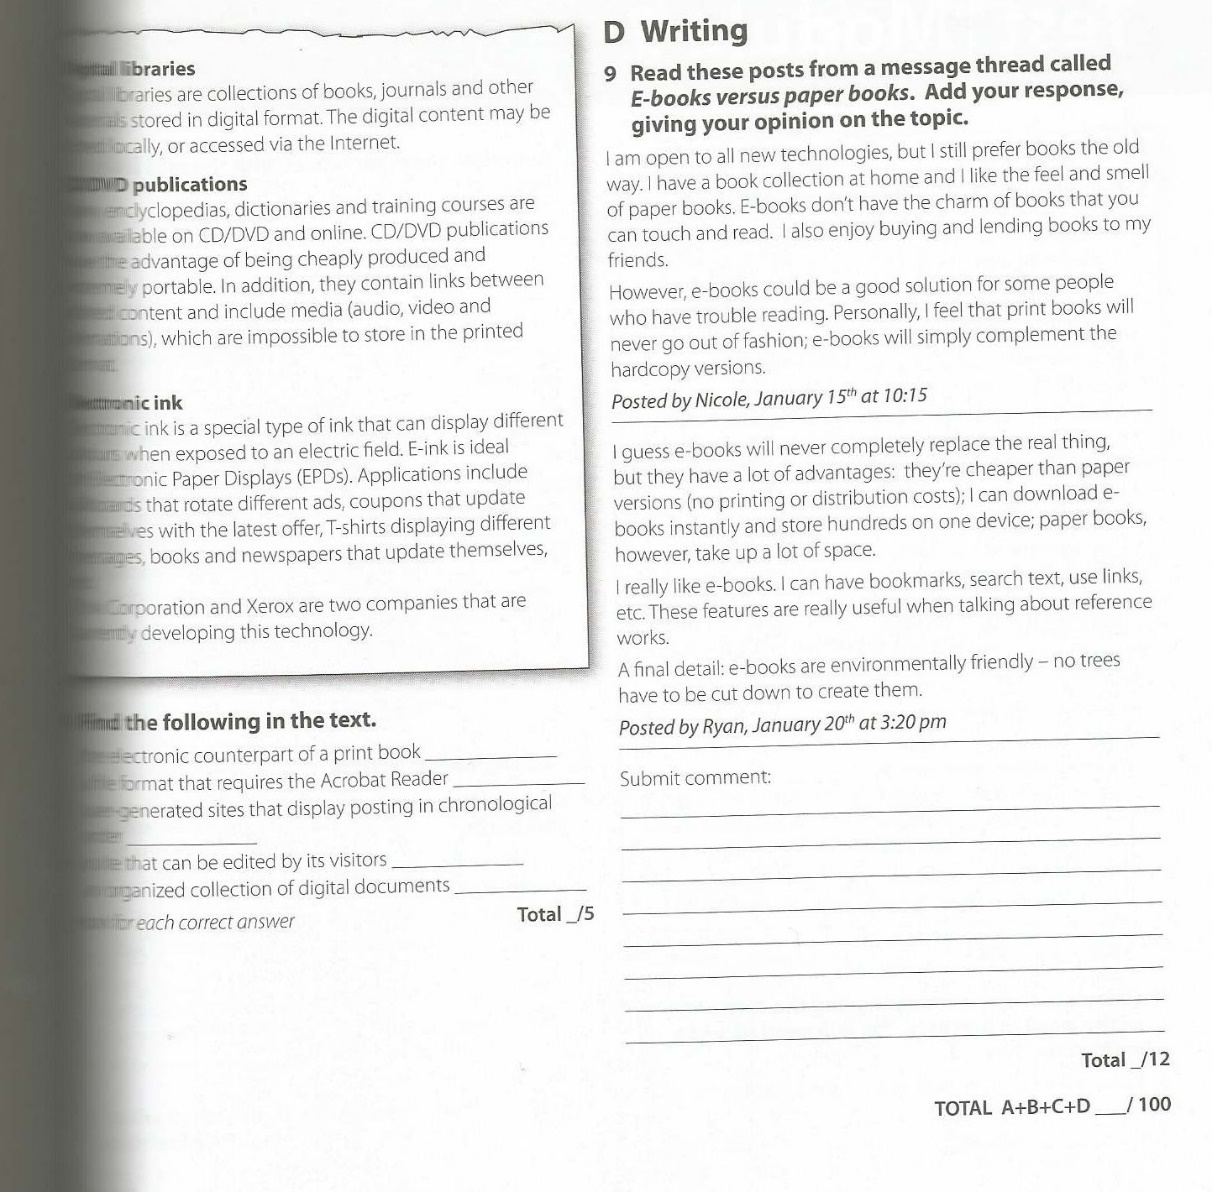 libraries
libraries are collections of books, journals and other
stored in digital format. The digital content may be
locally, or accessed via the Internet.
publications
encyclopedias, dictionaries and training courses are
available on CD/DVD and online. CD/DVD publications
the advantage of being cheaply produced and
portable. In addition, they contain links between
content and include media (audio, video and
which are impossible to store in the printed
ink
ink is a special type of ink that can display different
when exposed to an electric field. E-ink is ideal
Electronic Paper Displays (EPDs). Applications include
that rotate different ads, coupons that update
themselves with the latest offer, T-shirts displaying different
books and newspapers that update themselves,
Corporation and Xerox are two companies that are
developing this technology.
Find the following in the text.
electronic counterpart of a print book ______
format that requires the Acrobat Reader ______
generated sites that display posting in chronological
______
that can be edited by its visitors ______
organized collection of digital documents ______
for each correct answer
Total _/5
D Writing
9 Read these posts from a message thread called
E-books versus paper books. Add your response,
giving your opinion on the topic.
I am open to all new technologies, but I still prefer books the old
way. I have a book collection at home and I like the feel and smell
of paper books. E-books don't have the charm of books that you
can touch and read. I also enjoy buying and lending books to my
friends.
However, e-books could be a good solution for some people
who have trouble reading. Personally, I feel that print books will
never go out of fashion; e-books will simply complement the
hardcopy versions.
Posted by Nicole, January 15th at 10:15
I guess e-books will never completely replace the real thing,
but they have a lot of advantages: they're cheaper than paper
versions (no printing or distribution costs); I can download e-
books instantly and store hundreds on one device; paper books,
however, take up a lot of space.
I really like e-books. I can have bookmarks, search text, use links,
etc. These features are really useful when talking about reference
works.
A final detail: e-books are environmentally friendly – no trees
have to be cut down to create them.
Posted by Ryan, January 20th at 3:20 pm
Submit comment:
Total _/12
TOTAL A+B+C+D ___/ 100